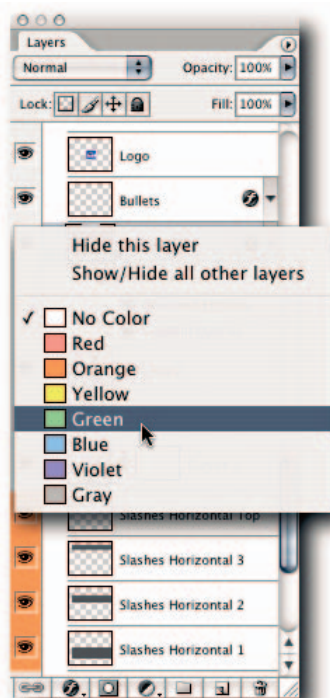 Layers
Normal Opacity: 100%
Lock: Fill: 100%
Logo
Bullets
Hide this layer
Show/Hide all other layers
✓ No Color
Red
Orange
Yellow
Green
Blue
Violet
Gray
Slashes Horizontal Top
Slashes Horizontal 3
Slashes Horizontal 2
Slashes Horizontal 1